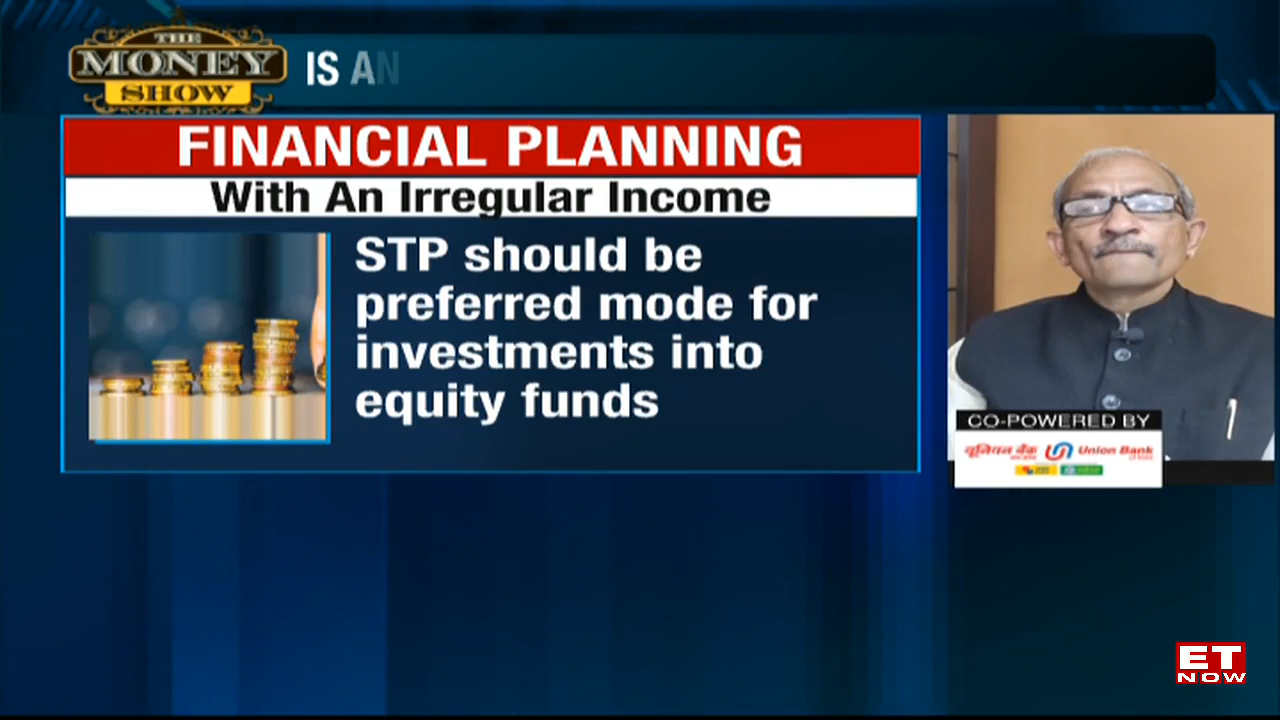 THE
MONEY
SHOW
IS AN
FINANCIAL PLANNING
With An Irregular Income
STP should be
preferred mode for
investments into
equity funds
CO-POWERED BY
यूनियन बैंक Union Bank
ET
NOW